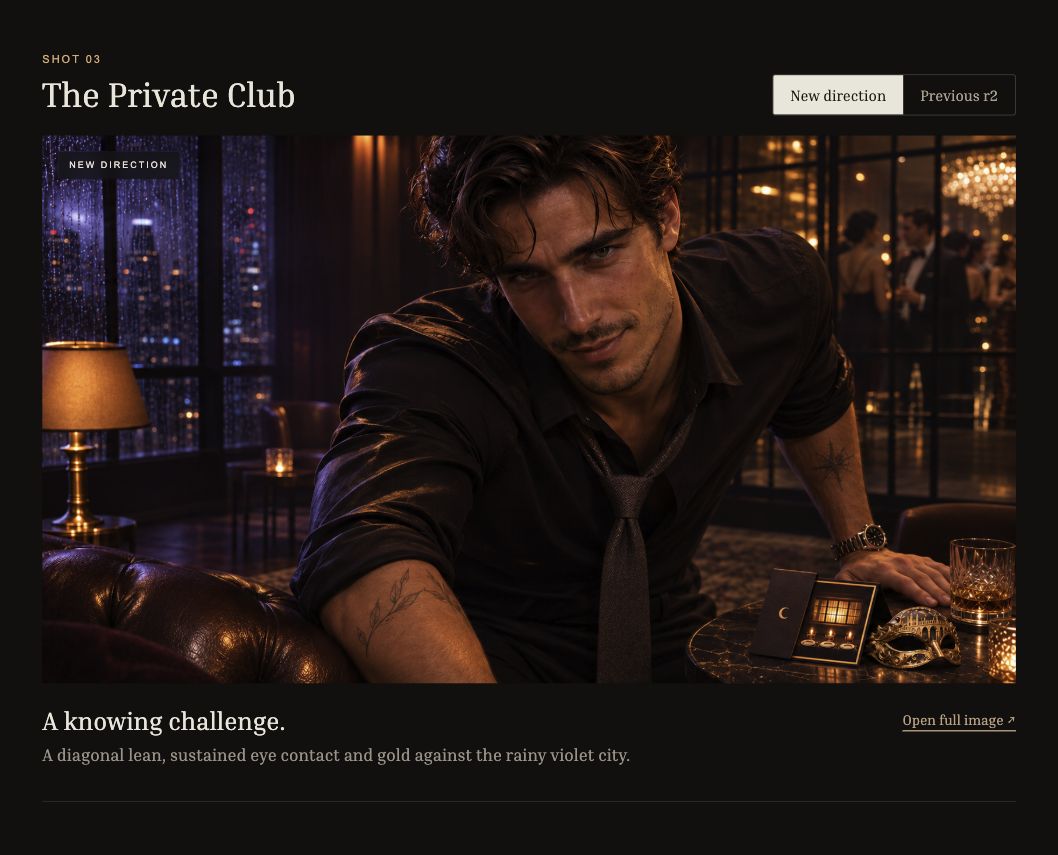 SHOT 03
The Private Club
New direction
Previous r2
NEW DIRECTION
A knowing challenge.
Open full image ↗
A diagonal lean, sustained eye contact and gold against the rainy violet city.